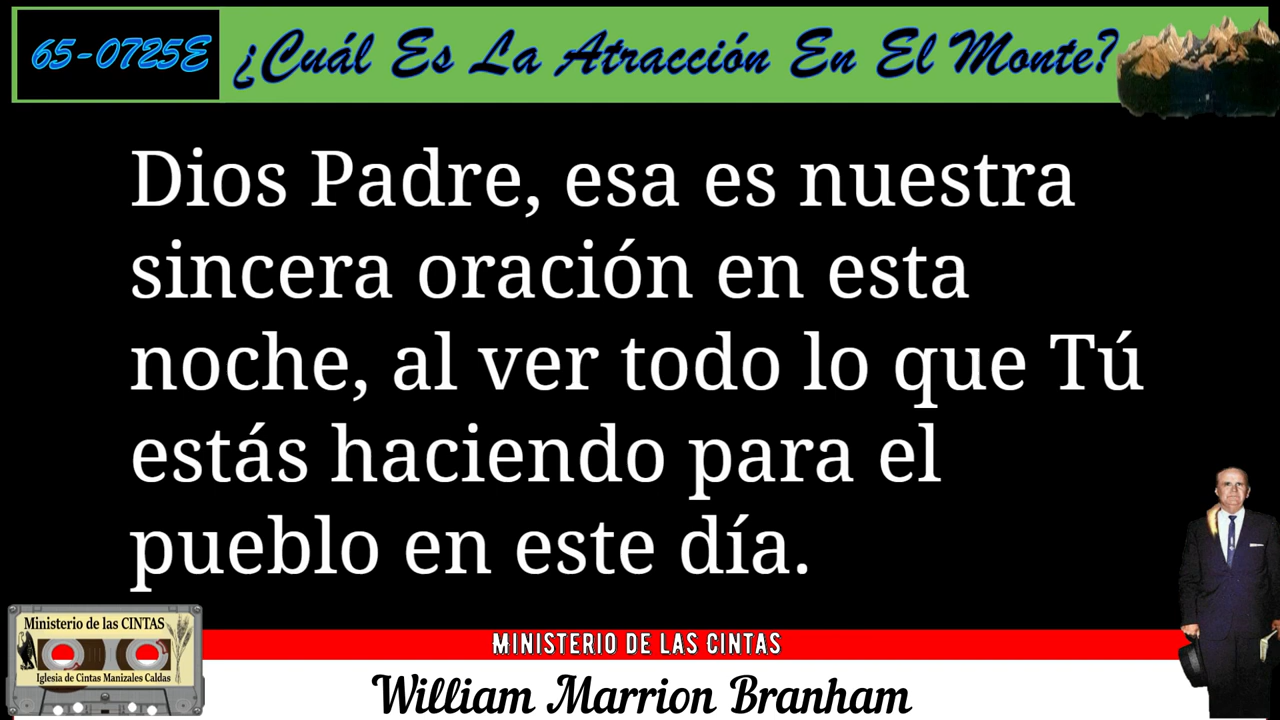 65-0725E ¿Cuál Es La Atracción En El Monte?
Dios Padre, esa es nuestra
sincera oración en esta
noche, al ver todo lo que Tú
estás haciendo para el
pueblo en este día.
Ministerio de las CINTAS
Iglesia de Cintas Manizales Caldas
MINISTERIO DE LAS CINTAS
William Marrion Branham